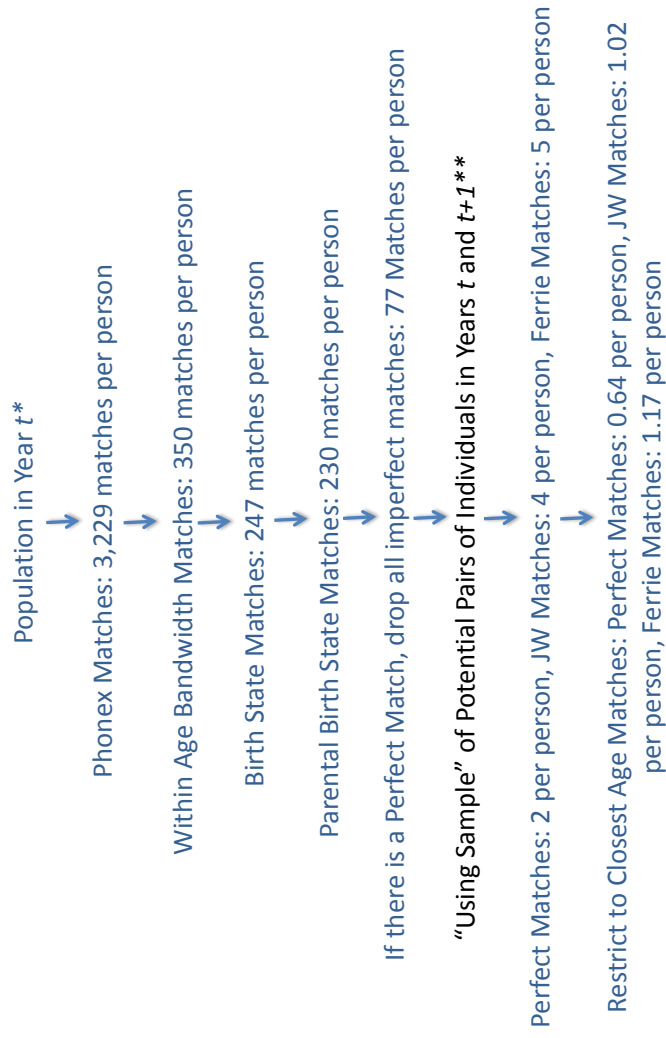 Population in Year t*
Phonex Matches: 3,229 matches per person
Within Age Bandwidth Matches: 350 matches per person
Birth State Matches: 247 matches per person
Parental Birth State Matches: 230 matches per person
If there is a Perfect Match, drop all imperfect matches: 77 Matches per person
“Using Sample” of Potential Pairs of Individuals in Years t and t+1**
Perfect Matches: 2 per person, JW Matches: 4 per person, Ferrie Matches: 5 per person
Restrict to Closest Age Matches: Perfect Matches: 0.64 per person, JW Matches: 1.02
per person, Ferrie Matches: 1.17 per person